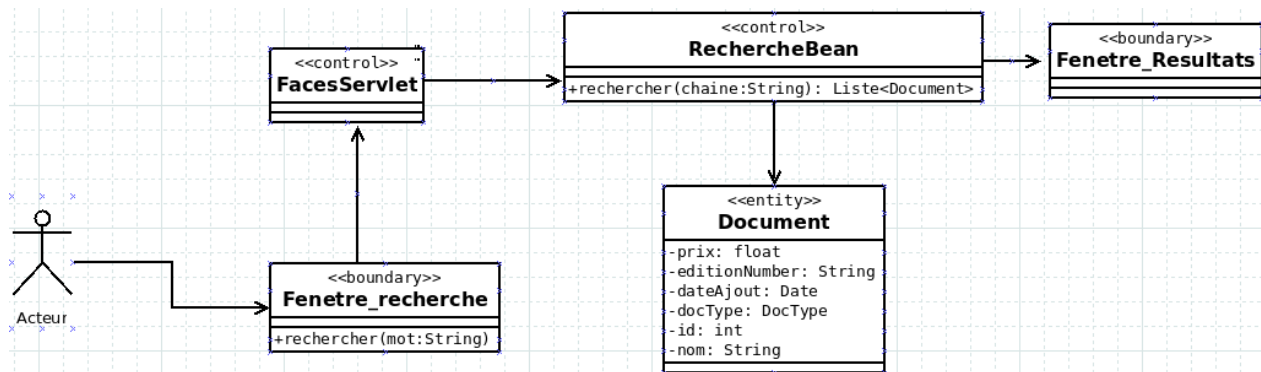 <<control>>
FacesServlet
<<control>>
RechercheBean
+rechercher(chaine:String): Liste<Document>
<<boundary>>
Fenetre_Resultats
Acteur
<<boundary>>
Fenetre_recherche
+rechercher(mot:String)
<<entity>>
Document
-prix: float
-editionNumber: String
-dateAjout: Date
-docType: DocType
-id: int
-nom: String